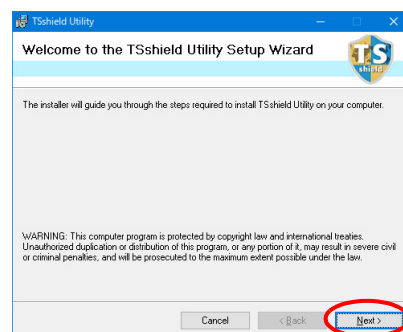 TSshield Utility
Welcome to the TSshield Utility Setup Wizard
TS
shield
The installer will guide you through the steps required to install TSshield Utility on your computer.
WARNING: This computer program is protected by copyright law and international treaties.
Unauthorized duplication or distribution of this program, or any portion of it, may result in severe civil
or criminal penalties, and will be prosecuted to the maximum extent possible under the law.
Cancel
< Back
Next >